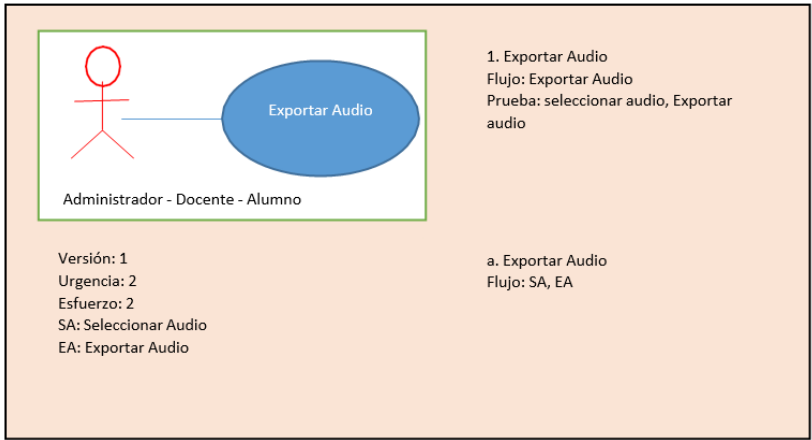 Exportar Audio
Administrador - Docente - Alumno
1. Exportar Audio
Flujo: Exportar Audio
Prueba: seleccionar audio, Exportar
audio
Versión: 1
Urgencia: 2
Esfuerzo: 2
SA: Seleccionar Audio
EA: Exportar Audio
a. Exportar Audio
Flujo: SA, EA